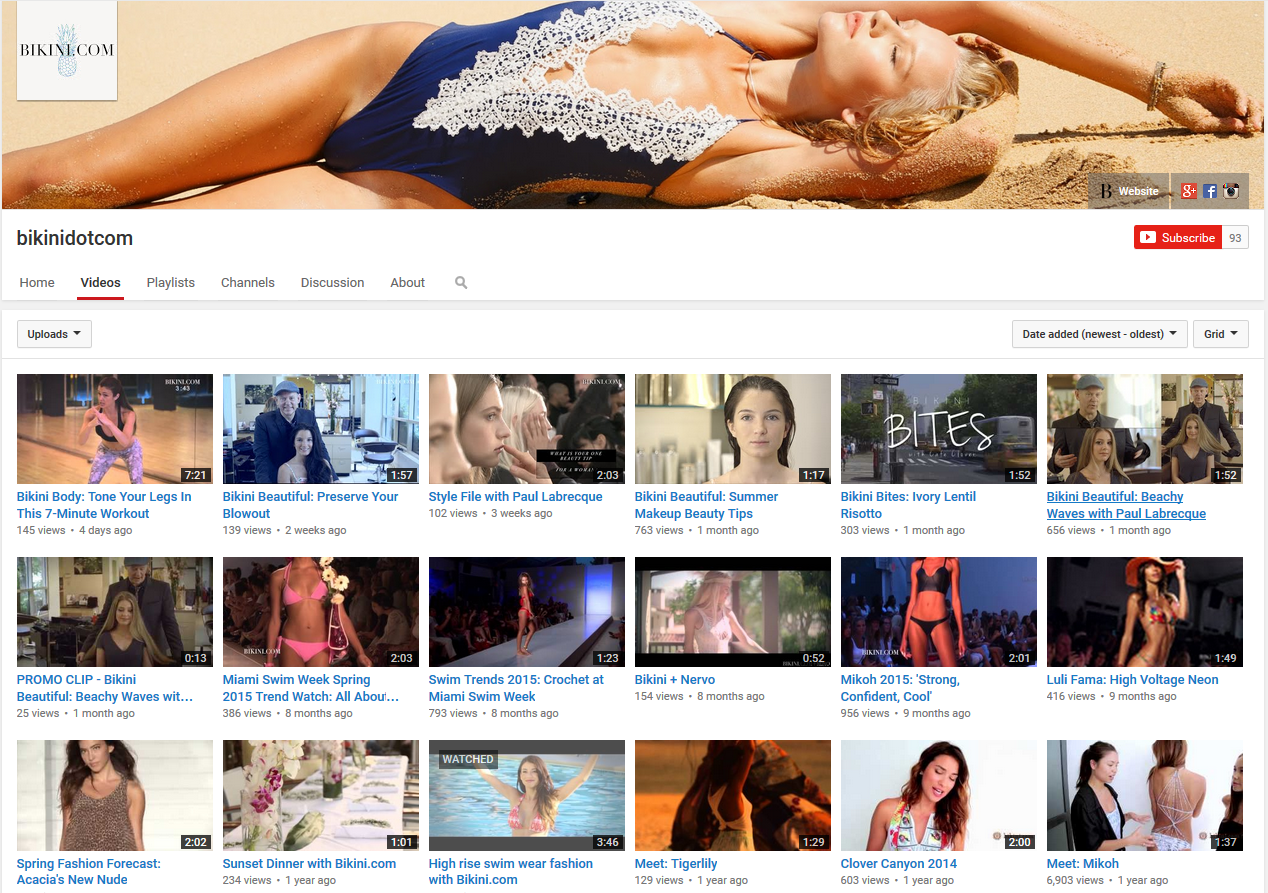 BIKINI.COM
B Website
g+ f
bikinidotcom
Subscribe 93
Home Videos Playlists Channels Discussion About
Uploads
Date added (newest - oldest) Grid
BIKINI.COM
3:43
7:21
1:57
BIKINI.COM
WHAT IS YOUR ONE
BEAUTY TIP
FOR A WOMAN?
2:03
1:17
BIKINI
BITES
1:52
1:52
Bikini Body: Tone Your Legs In
This 7-Minute Workout
145 views • 4 days ago
Bikini Beautiful: Preserve Your
Blowout
139 views • 2 weeks ago
Style File with Paul Labrecque
102 views • 3 weeks ago
Bikini Beautiful: Summer
Makeup Beauty Tips
763 views • 1 month ago
Bikini Bites: Ivory Lentil
Risotto
303 views • 1 month ago
Bikini Beautiful: Beachy
Waves with Paul Labrecque
656 views • 1 month ago
0:13
BIKINI.COM
2:03
1:23
BIKINI
0:52
BIKINI.COM
2:01
1:49
PROMO CLIP - Bikini
Beautiful: Beachy Waves wit...
25 views • 1 month ago
Miami Swim Week Spring
2015 Trend Watch: All Abou...
386 views • 8 months ago
Swim Trends 2015: Crochet at
Miami Swim Week
793 views • 8 months ago
Bikini + Nervo
154 views • 8 months ago
Mikoh 2015: 'Strong,
Confident, Cool'
956 views • 9 months ago
Luli Fama: High Voltage Neon
416 views • 9 months ago
2:02
1:01
WATCHED
3:46
1:29
2:00
1:37
Spring Fashion Forecast:
Acacia's New Nude
Sunset Dinner with Bikini.com
234 views • 1 year ago
High rise swim wear fashion
with Bikini.com
Meet: Tigerlily
129 views • 1 year ago
Clover Canyon 2014
603 views • 1 year ago
Meet: Mikoh
6,903 views • 1 year ago